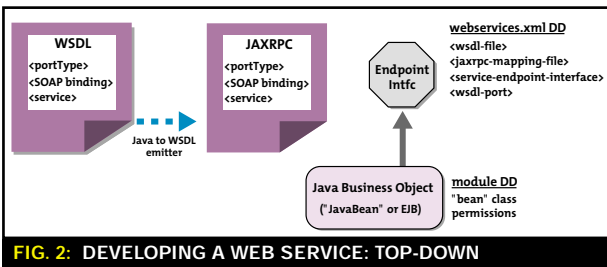 WSDL
<portType>
<SOAP binding>
<service>
Java to WSDL
emitter
JAXRPC
<portType>
<SOAP binding>
<service>
Endpoint
Intfc
webservices.xml DD
<wsdl-file>
<jaxrpc-mapping-file>
<service-endpoint-interface>
<wsdl-port>
Java Business Object
("JavaBean" or EJB)
module DD
"bean" class
permissions
FIG. 2: DEVELOPING A WEB SERVICE: TOP-DOWN